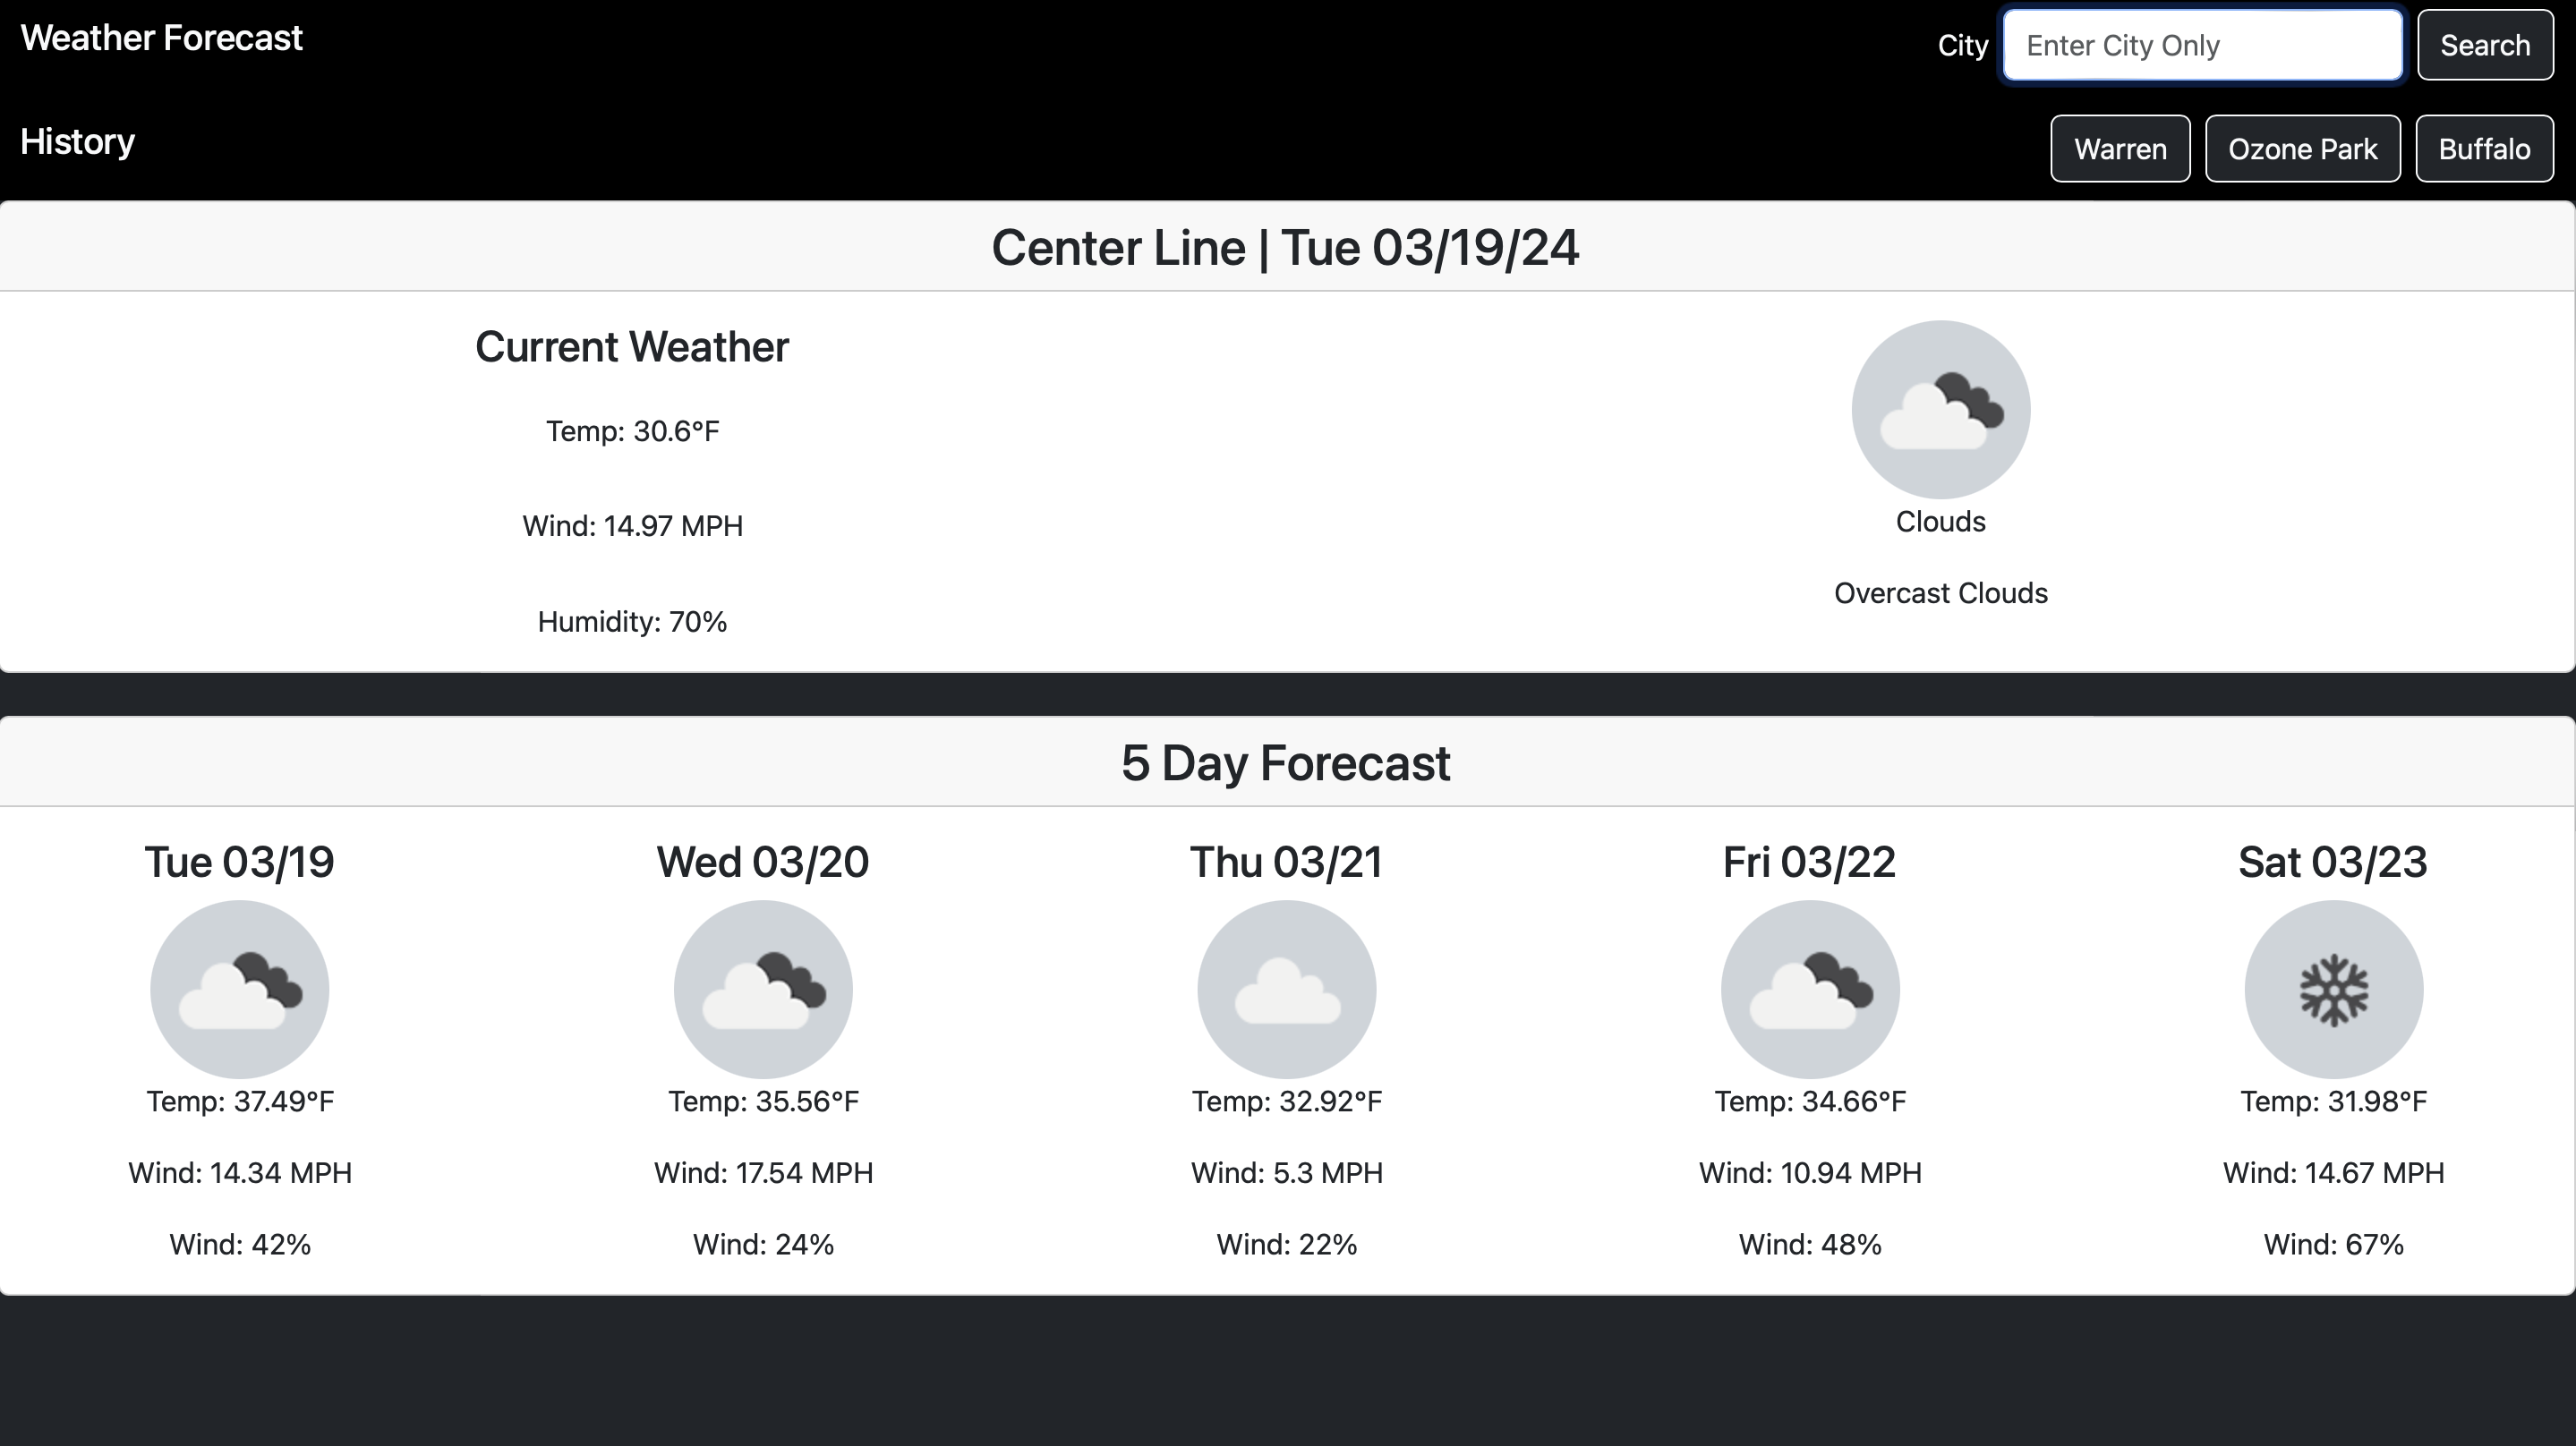 Weather Forecast
City Enter City Only Search
History
Warren Ozone Park Buffalo
Center Line | Tue 03/19/24
Current Weather
Temp: 30.6°F
Wind: 14.97 MPH
Humidity: 70%
Clouds
Overcast Clouds
5 Day Forecast
Tue 03/19
Temp: 37.49°F
Wind: 14.34 MPH
Wind: 42%
Wed 03/20
Temp: 35.56°F
Wind: 17.54 MPH
Wind: 24%
Thu 03/21
Temp: 32.92°F
Wind: 5.3 MPH
Wind: 22%
Fri 03/22
Temp: 34.66°F
Wind: 10.94 MPH
Wind: 48%
Sat 03/23
Temp: 31.98°F
Wind: 14.67 MPH
Wind: 67%